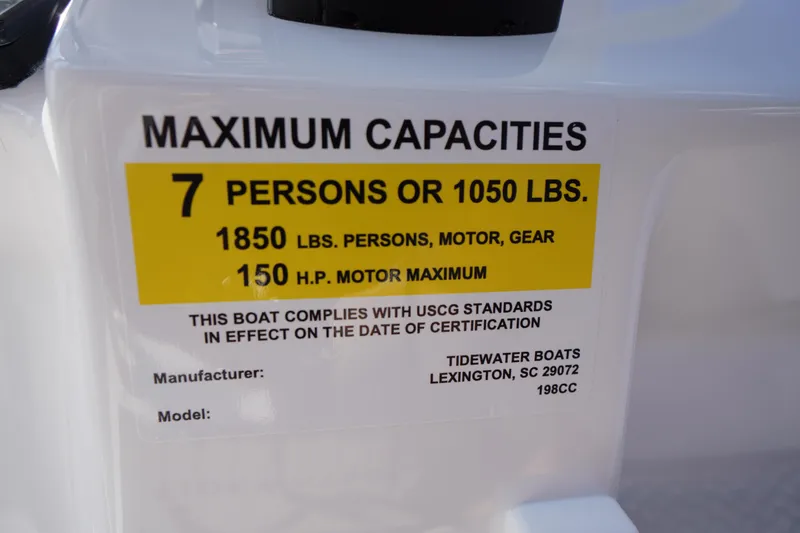 MAXIMUM CAPACITIES
7 PERSONS OR 1050 LBS.
1850 LBS. PERSONS, MOTOR, GEAR
150 H.P. MOTOR MAXIMUM
THIS BOAT COMPLIES WITH USCG STANDARDS
IN EFFECT ON THE DATE OF CERTIFICATION
Manufacturer: TIDEWATER BOATS
LEXINGTON, SC 29072
Model: 198CC